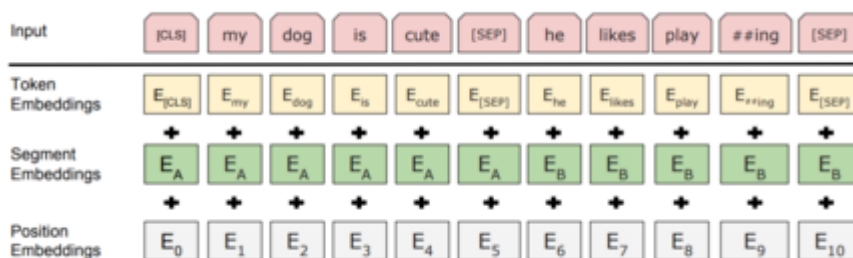 Input [CLS] my dog is cute [SEP] he likes play ##ing [SEP]
Token
Embeddings E[CLS] Emy Edog Eis Ecute E[SEP] Ehe Elikes Eplay E##ing E[SEP]
+ + + + + + + + + + +
Segment
Embeddings EA EA EA EA EA EA EB EB EB EB EB
+ + + + + + + + + + +
Position
Embeddings E0 E1 E2 E3 E4 E5 E6 E7 E8 E9 E10